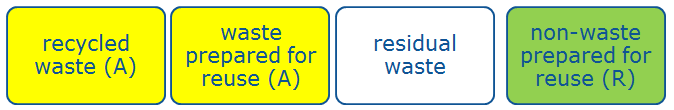 recycled
waste (A)
waste
prepared for
reuse (A)
residual
waste
non-waste
prepared for
reuse (R)